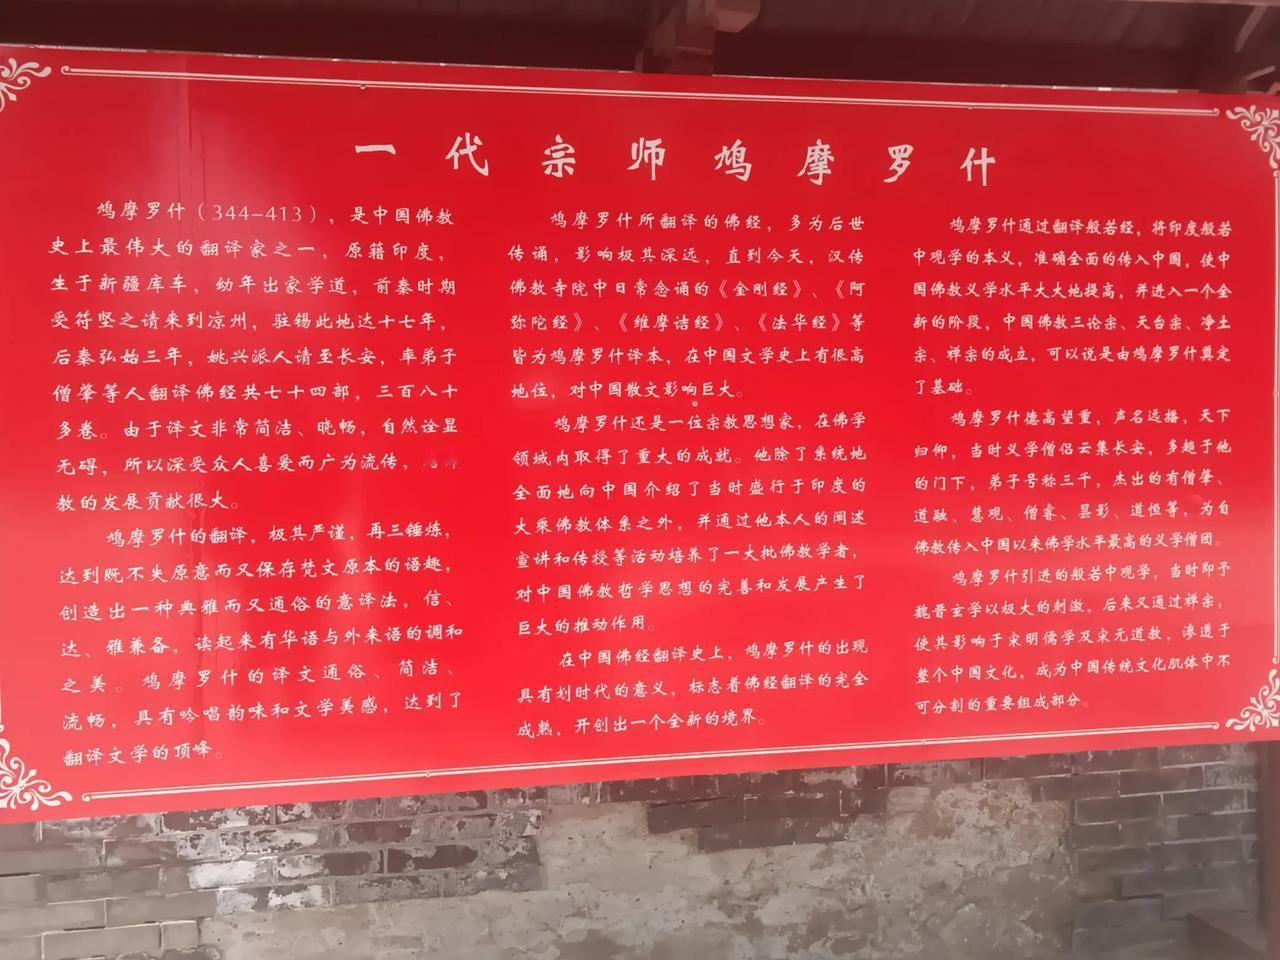 一代宗师鸠摩罗什
鸠摩罗什（344-413），是中国佛教
史上最伟大的翻译家之一，原籍印度，
生于新疆库车，幼年出家学道，前秦时期
受符坚之请来到凉州，驻锡此地达十七年，
后秦弘始三年，姚兴派人请至长安，率弟子
僧肇等人翻译佛经共七十四部，三百八十
多卷。由于译文非常简洁、晓畅，自然诠显
无碍，所以深受众人喜爱而广为流传，
教的发展贡献很大。
鸠摩罗什的翻译，极其严谨，再三锤炼，
达到既不失原意而又保存梵文原本的语趣，
创造出一种典雅而又通俗的意译法，信、
达、雅兼备，读起来有华语与外来语的调和
之美。鸠摩罗什的译文通俗、简洁、
流畅，具有吟唱韵味和文学美感，达到了
翻译文学的顶峰。
鸠摩罗什所翻译的佛经，多为后世
传诵，影响极其深远，直到今天，汉传
佛教寺院中日常念诵的《金刚经》、《阿
弥陀经》、《维摩诘经》、《法华经》等
皆为鸠摩罗什译本，在中国文学史上有很高
地位，对中国散文影响巨大。
鸠摩罗什还是一位宗教思想家，在佛学
领域内取得了重大的成就。他除了系统地
全面地向中国介绍了当时盛行于印度的
大乘佛教体系之外，并通过他本人的阐述
宣讲和传授等活动培养了一大批佛教学者，
对中国佛教哲学思想的完善和发展产生了
巨大的推动作用。
在中国佛经翻译史上，鸠摩罗什的出现
具有划时代的意义，标志着佛经翻译的完全
成熟，开创出一个全新的境界。
鸠摩罗什通过翻译般若经，将印度般若
中观学的本义，准确全面的传入中国，使中
国佛教义学水平大大地提高，并进入一个全
新的阶段，中国佛教三论宗、天台宗、净土
宗、禅宗的成立，可以说是由鸠摩罗什奠定
了基础。
鸠摩罗什德高望重，声名远播，天下
归仰，当时义学僧侣云集长安，多趋于他
的门下，弟子号称三千，杰出的有僧肇、
道融、慧观、僧睿、昙影、道恒等，为自
佛教传入中国以来佛学水平最高的义学僧团。
鸠摩罗什引进的般若中观学，当时即予
魏晋玄学以极大的刺激，后来又通过禅宗，
使其影响于宋明儒学及宋元道教，渗透于
整个中国文化，成为中国传统文化肌体中不
可分割的重要组成部分。